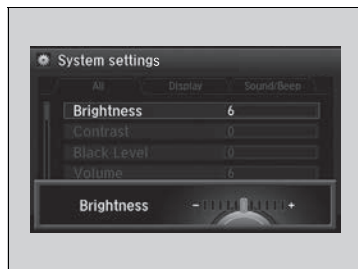 System settings
All Display Sound/Beep
Brightness 6
Contrast 0
Black Level 0
Volume 6
Brightness - +